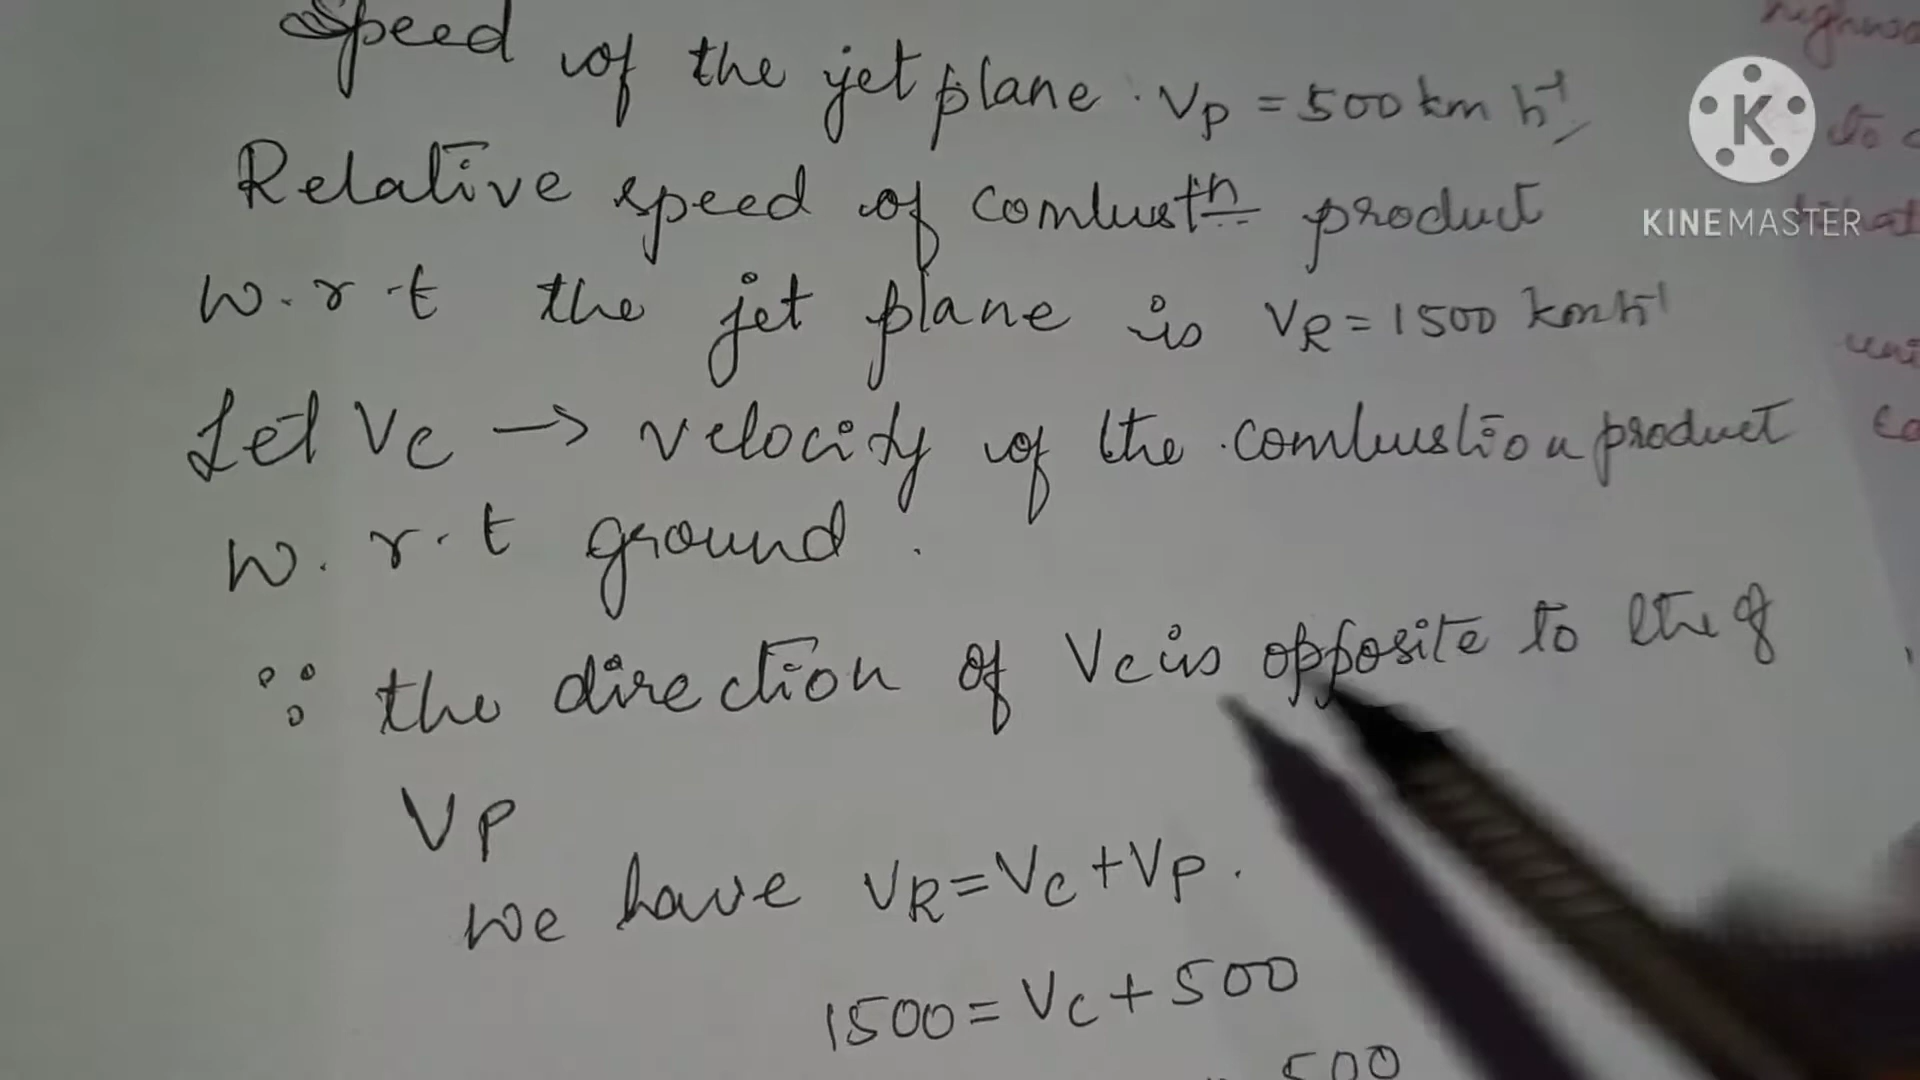 Speed of the jet plane . VP = 500 km h⁻¹,
Relative speed of combustn product
w.r.t the jet plane is VR = 1500 km h⁻¹
Let VC → velocity of the combustion product
w.r.t ground.
∵ the direction of VC is opposite to the of
VP
we have VR = VC + VP.
1500 = VC + 500
500
K
KINEMASTER
to